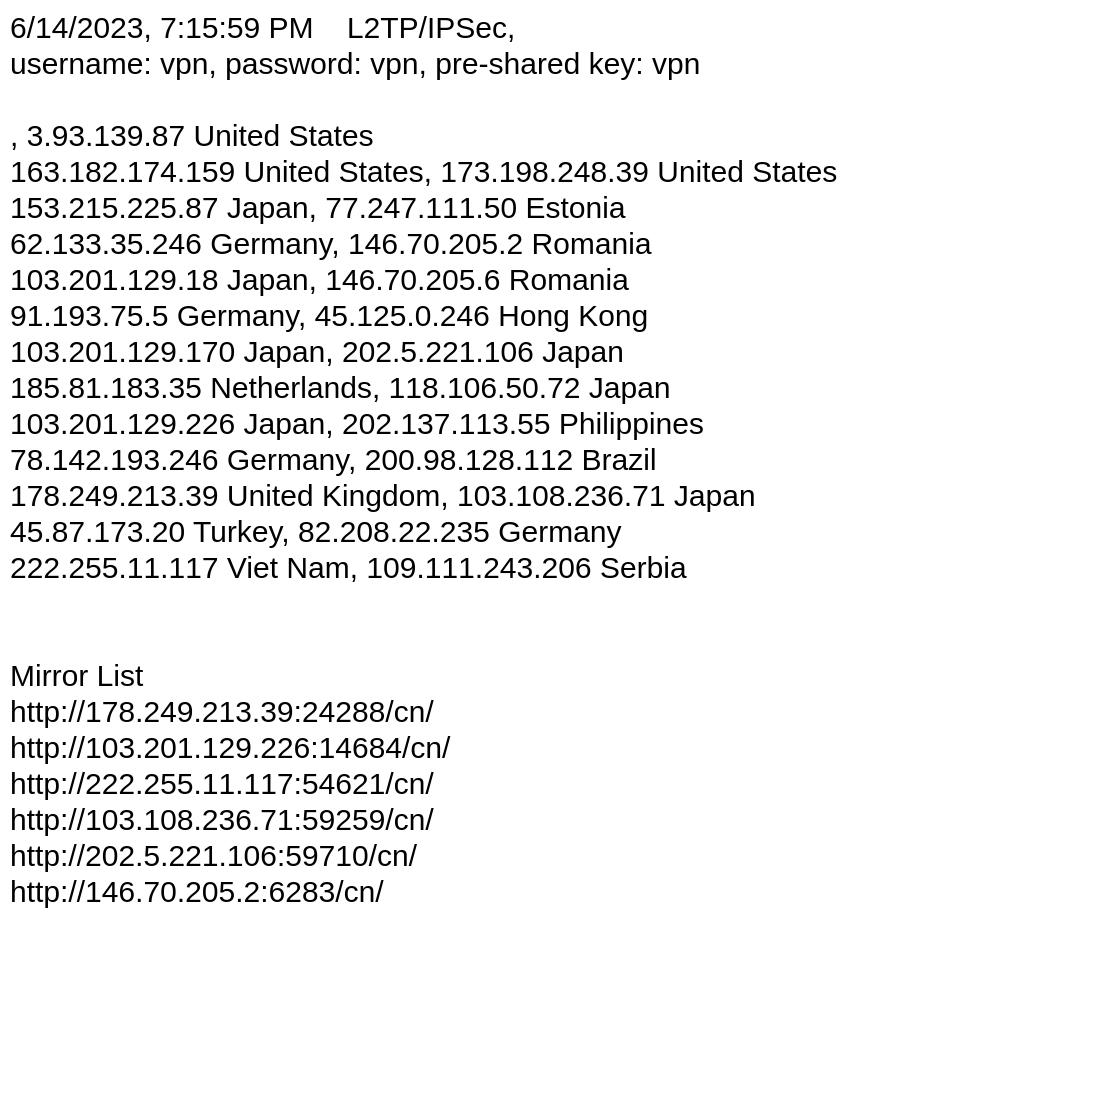 6/14/2023, 7:15:59 PM    L2TP/IPSec,
username: vpn, password: vpn, pre-shared key: vpn
, 3.93.139.87 United States
163.182.174.159 United States, 173.198.248.39 United States
153.215.225.87 Japan, 77.247.111.50 Estonia
62.133.35.246 Germany, 146.70.205.2 Romania
103.201.129.18 Japan, 146.70.205.6 Romania
91.193.75.5 Germany, 45.125.0.246 Hong Kong
103.201.129.170 Japan, 202.5.221.106 Japan
185.81.183.35 Netherlands, 118.106.50.72 Japan
103.201.129.226 Japan, 202.137.113.55 Philippines
78.142.193.246 Germany, 200.98.128.112 Brazil
178.249.213.39 United Kingdom, 103.108.236.71 Japan
45.87.173.20 Turkey, 82.208.22.235 Germany
222.255.11.117 Viet Nam, 109.111.243.206 Serbia
Mirror List
http://178.249.213.39:24288/cn/
http://103.201.129.226:14684/cn/
http://222.255.11.117:54621/cn/
http://103.108.236.71:59259/cn/
http://202.5.221.106:59710/cn/
http://146.70.205.2:6283/cn/